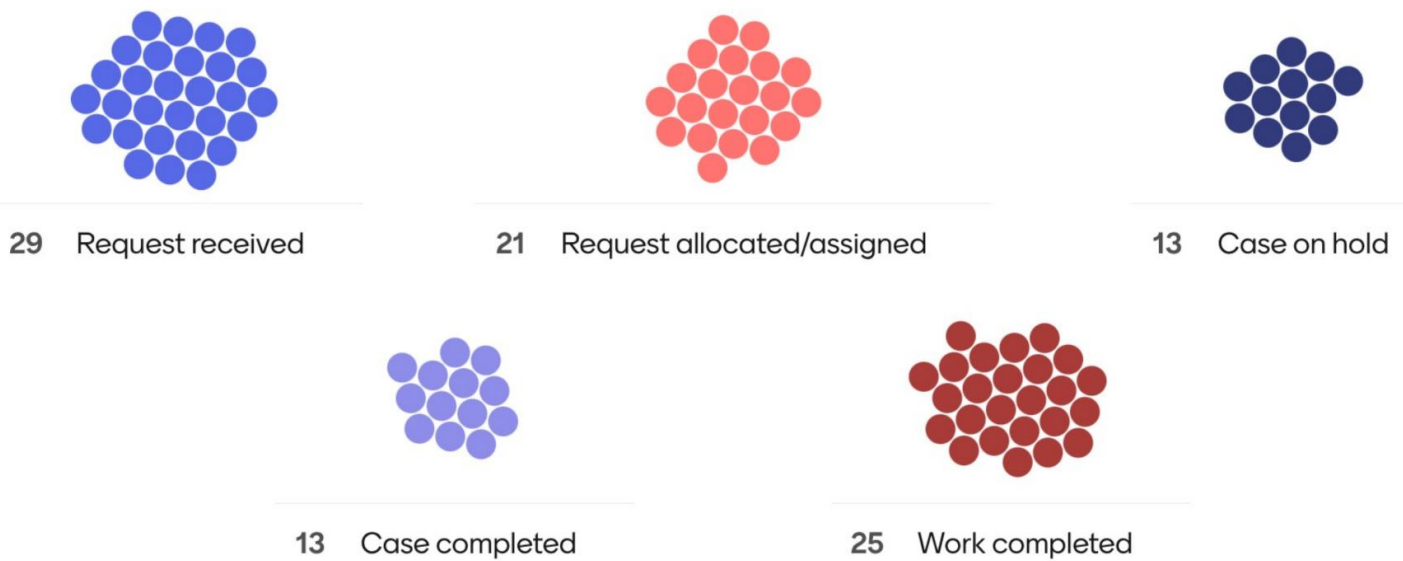 29 Request received
21 Request allocated/assigned
13 Case on hold
13 Case completed
25 Work completed